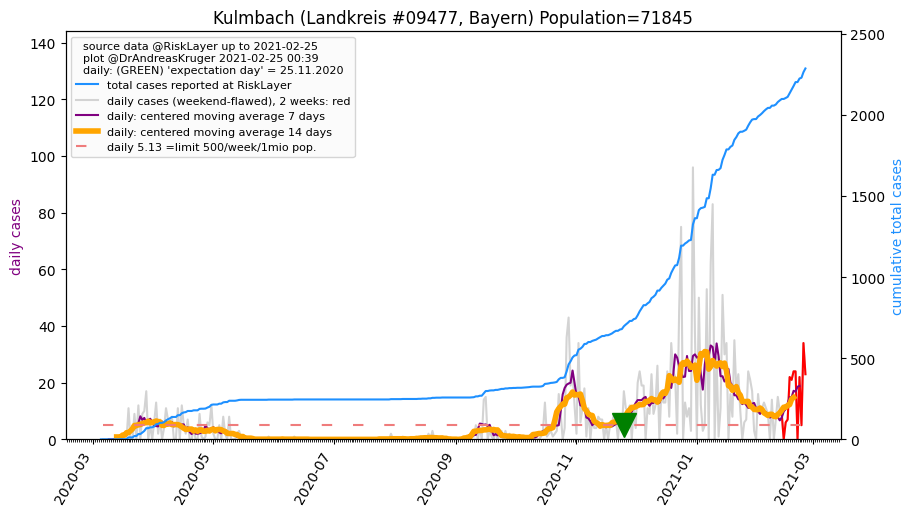 Kulmbach (Landkreis #09477, Bayern) Population=71845
source data @RiskLayer up to 2021-02-25
plot @DrAndreasKruger 2021-02-25 00:39
daily: (GREEN) 'expectation day' = 25.11.2020
total cases reported at RiskLayer
daily cases (weekend-flawed), 2 weeks: red
daily: centered moving average 7 days
daily: centered moving average 14 days
daily 5.13 =limit 500/week/1mio pop.
daily cases
140
120
100
80
60
40
20
0
cumulative total cases
2500
2000
1500
1000
500
0
2020-03
2020-05
2020-07
2020-09
2020-11
2021-01
2021-03